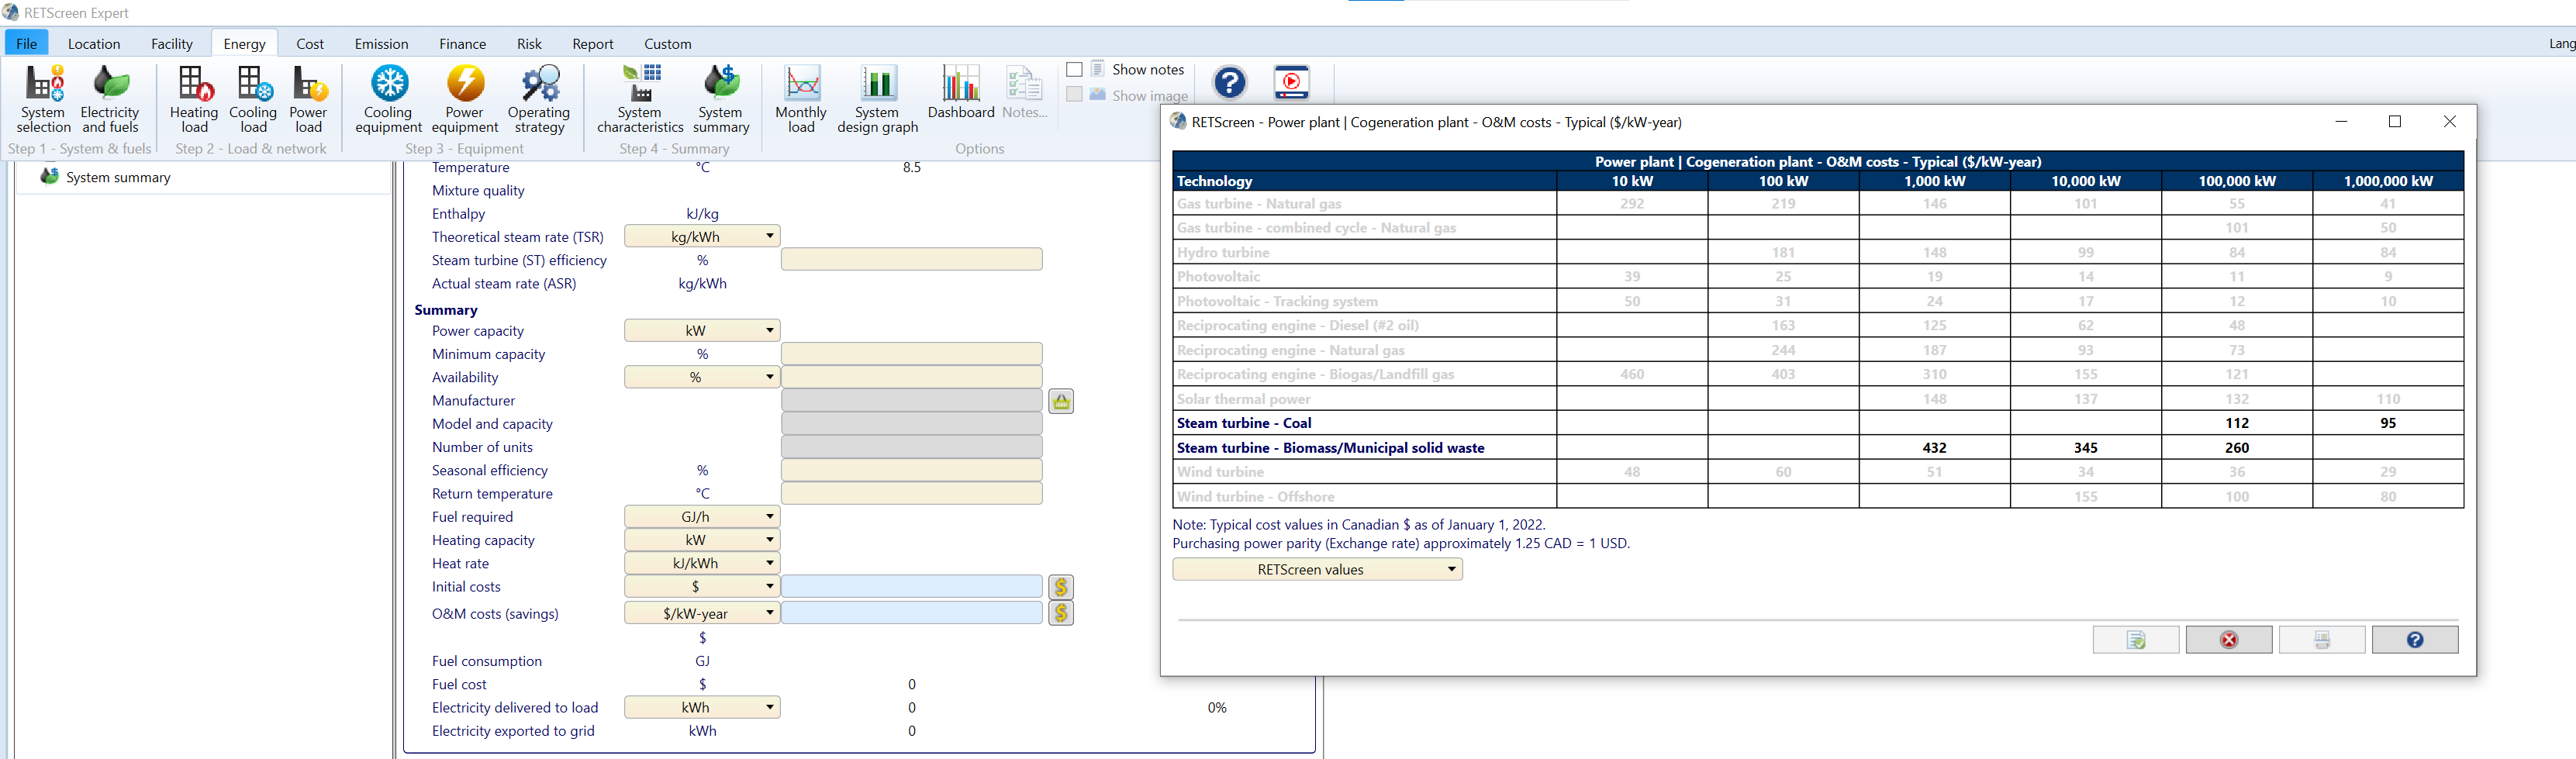 RETScreen Expert
File Location Facility Energy Cost Emission Finance Risk Report Custom Lang
System selection Electricity and fuels Heating load Cooling load Power load Cooling equipment Power equipment Operating strategy System characteristics System summary Monthly load System design graph Dashboard Notes... Show notes
Show image
Step 1 - System & fuels Step 2 - Load & network Step 3 - Equipment Step 4 - Summary Options
System summary
Temperature °C 8.5
Mixture quality
Enthalpy kJ/kg
Theoretical steam rate (TSR) kg/kWh
Steam turbine (ST) efficiency %
Actual steam rate (ASR) kg/kWh
Summary
Power capacity kW
Minimum capacity %
Availability %
Manufacturer
Model and capacity
Number of units
Seasonal efficiency %
Return temperature °C
Fuel required GJ/h
Heating capacity kW
Heat rate kJ/kWh
Initial costs $ $
O&M costs (savings) $/kW-year $
$
Fuel consumption GJ
Fuel cost $ 0
Electricity delivered to load kWh 0 0%
Electricity exported to grid kWh 0
RETScreen - Power plant | Cogeneration plant - O&M costs - Typical ($/kW-year)
Power plant | Cogeneration plant - O&M costs - Typical ($/kW-year)
Technology 10 kW 100 kW 1,000 kW 10,000 kW 100,000 kW 1,000,000 kW
Gas turbine - Natural gas 292 219 146 101 55 41
Gas turbine - combined cycle - Natural gas 101 50
Hydro turbine 181 148 99 84 84
Photovoltaic 39 25 19 14 11 9
Photovoltaic - Tracking system 50 31 24 17 12 10
Reciprocating engine - Diesel (#2 oil) 163 125 62 48
Reciprocating engine - Natural gas 244 187 93 73
Reciprocating engine - Biogas/Landfill gas 460 403 310 155 121
Solar thermal power 148 137 132 110
Steam turbine - Coal 112 95
Steam turbine - Biomass/Municipal solid waste 432 345 260
Wind turbine 48 60 51 34 36 29
Wind turbine - Offshore 155 100 80
Note: Typical cost values in Canadian $ as of January 1, 2022.
Purchasing power parity (Exchange rate) approximately 1.25 CAD = 1 USD.
RETScreen values